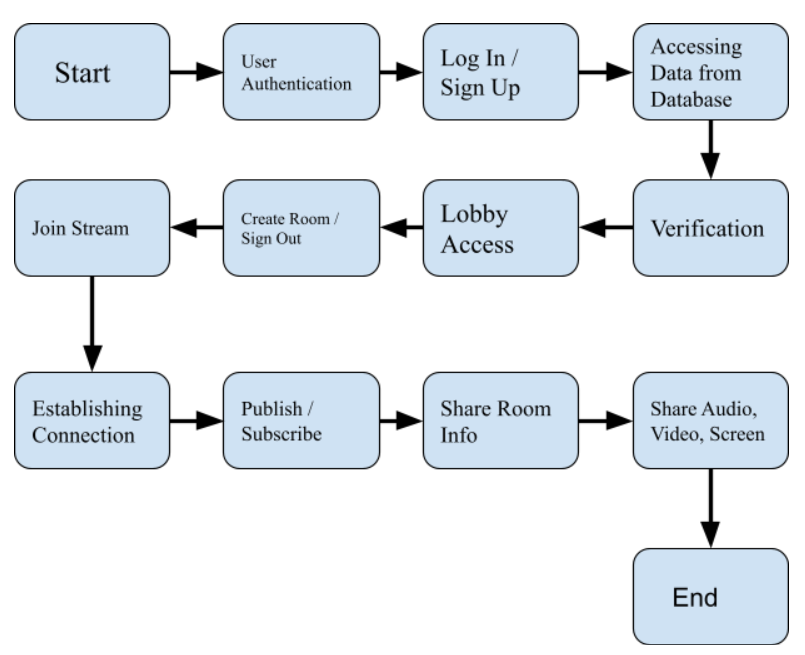 Start
User
Authentication
Log In /
Sign Up
Accessing
Data from
Database
Verification
Lobby
Access
Create Room /
Sign Out
Join Stream
Establishing
Connection
Publish /
Subscribe
Share Room
Info
Share Audio,
Video, Screen
End